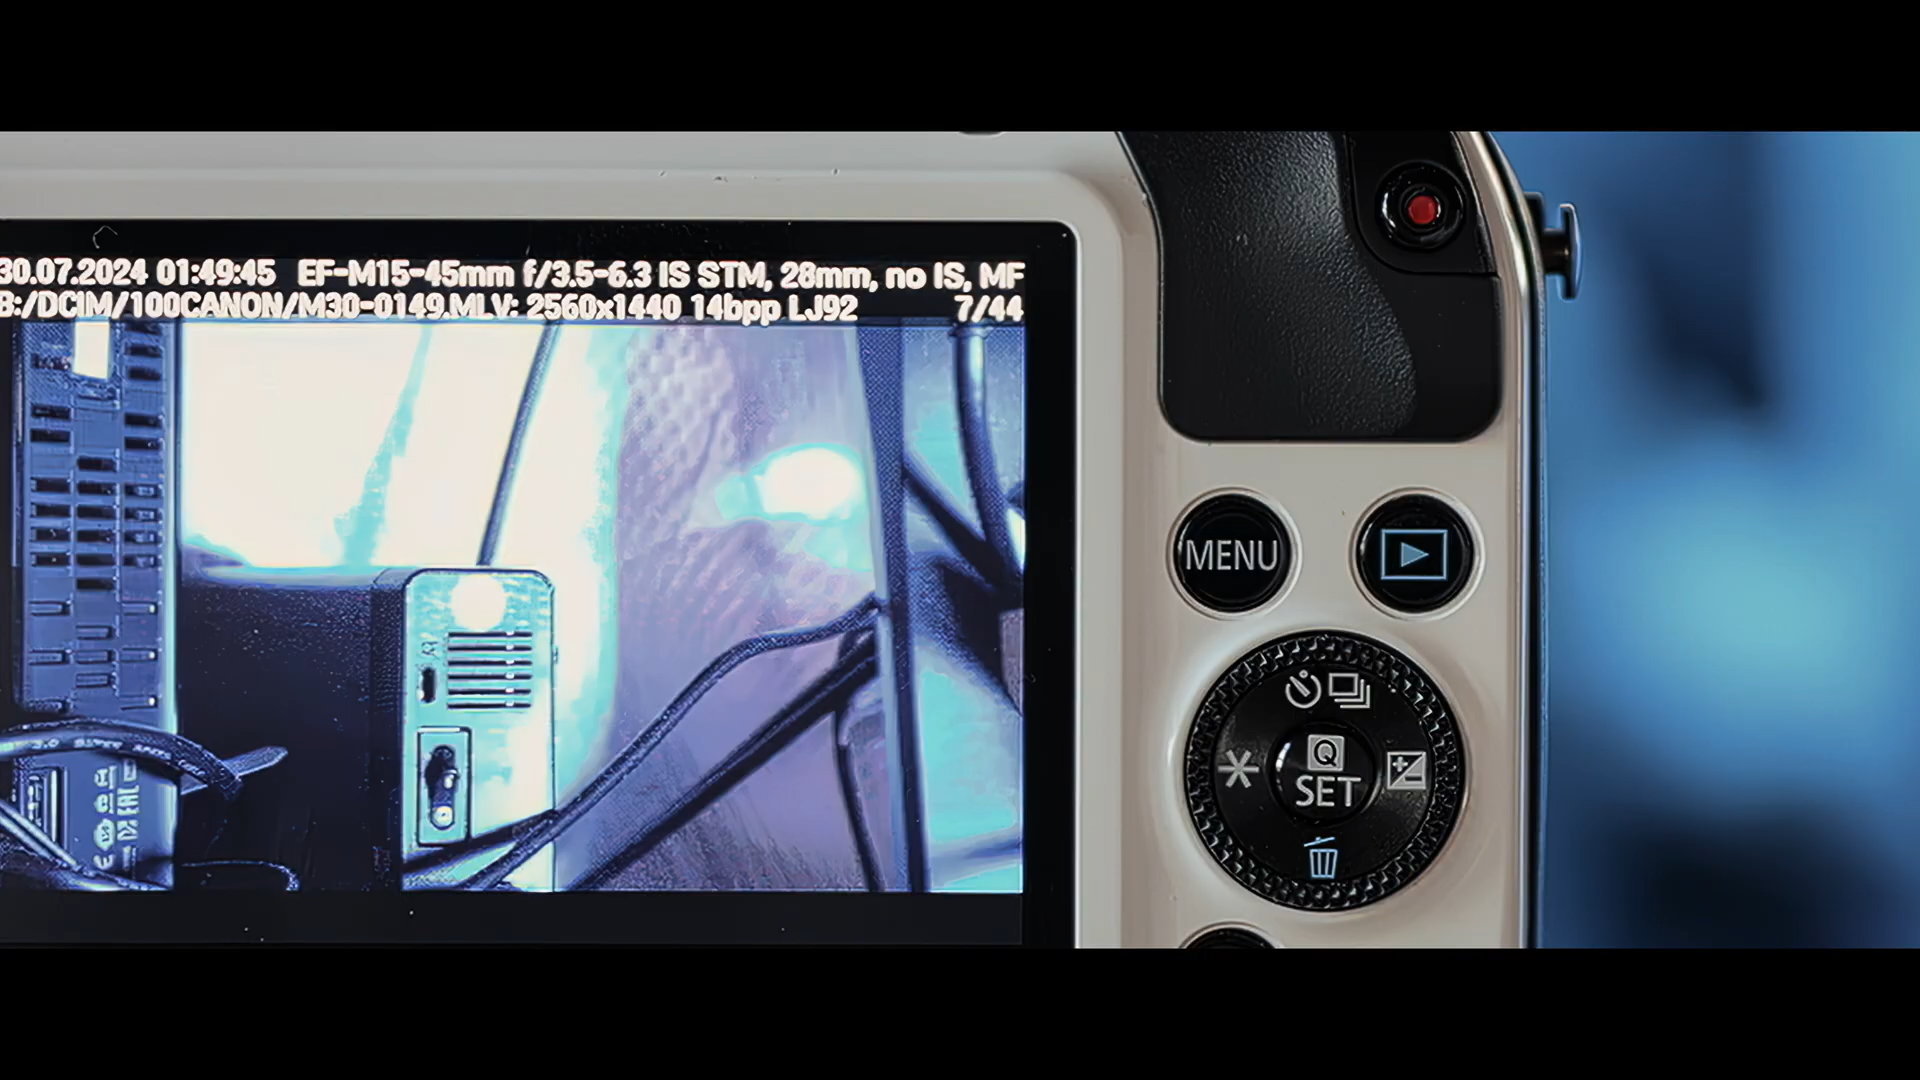 30.07.2024 01:49:45 EF-M15-45mm f/3.5-6.3 IS STM, 28mm, no IS, MF
B:/DCIM/100CANON/M30-0149.MLV: 2560x1440 14bpp LJ92 7/44
MENU
Q
SET
EAC